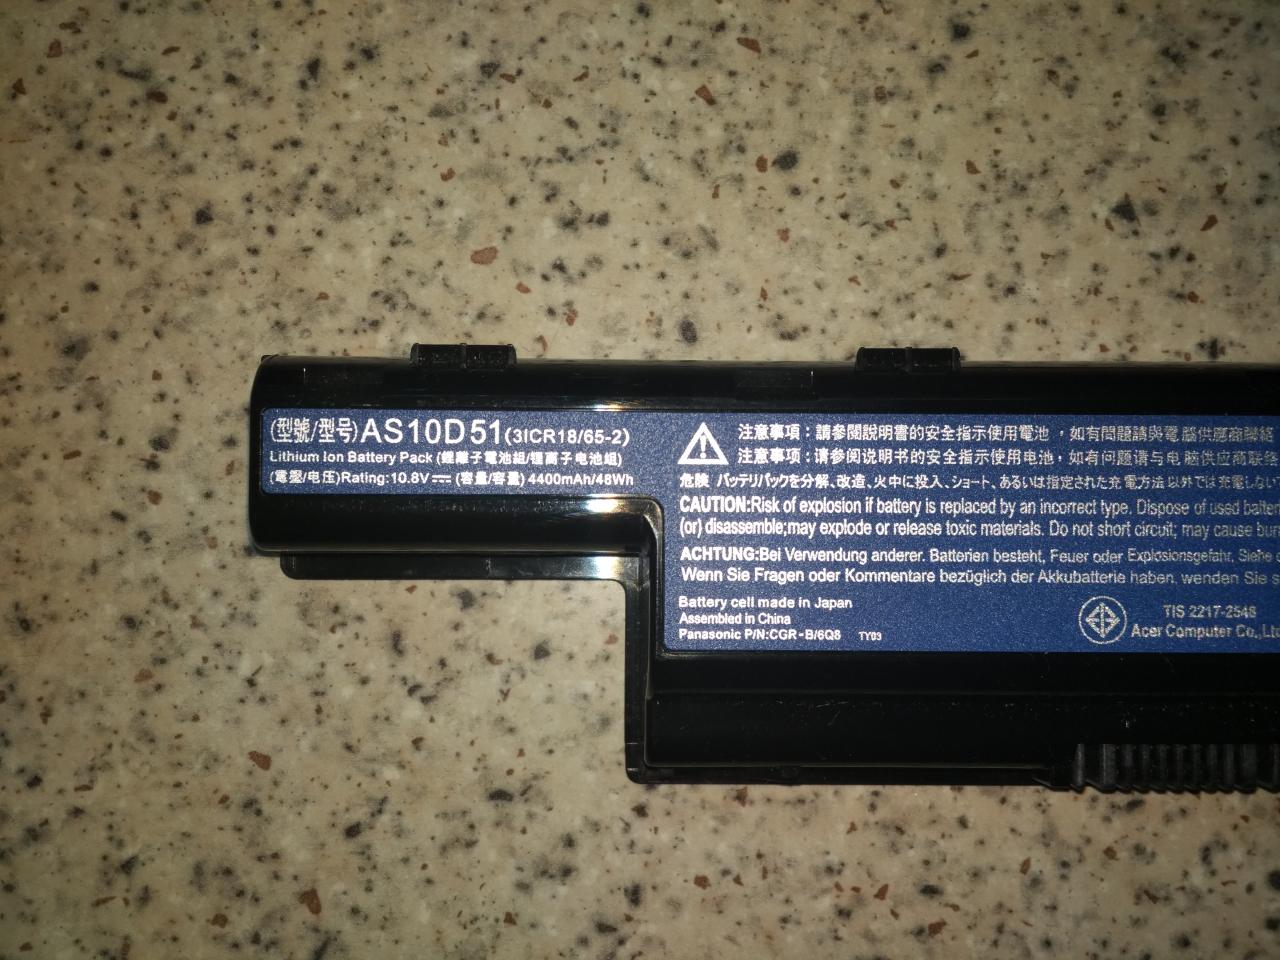 (型號/型号)AS10D51(3ICR18/65-2)
Lithium Ion Battery Pack (鋰離子電池組/锂离子电池组)
(電壓/电压)Rating:10.8V⎓ (容量/容量) 4400mAh/48Wh
注意事項：請參閱說明書的安全指示使用電池，如有問題請與電腦供應商聯絡
注意事项：请参阅说明书的安全指示使用电池，如有问题请与电脑供应商联络
危険 バッテリパックを分解、改造、火中に投入、ショート、あるいは指定された充電方法以外では充電しない
CAUTION:Risk of explosion if battery is replaced by an incorrect type. Dispose of used
(or) disassemble;may explode or release toxic materials. Do not short circuit; may cause
ACHTUNG:Bei Verwendung anderer. Batterien besteht, Feuer oder Explosionsgefahr. Siehe
Wenn Sie Fragen oder Kommentare bezüglich der Akkubatterie haben, wenden Sie
Battery cell made in Japan
Assembled in China
Panasonic P/N:CGR-B/6Q8 TY03
TIS 2217-2548
Acer Computer Co.,Ltd